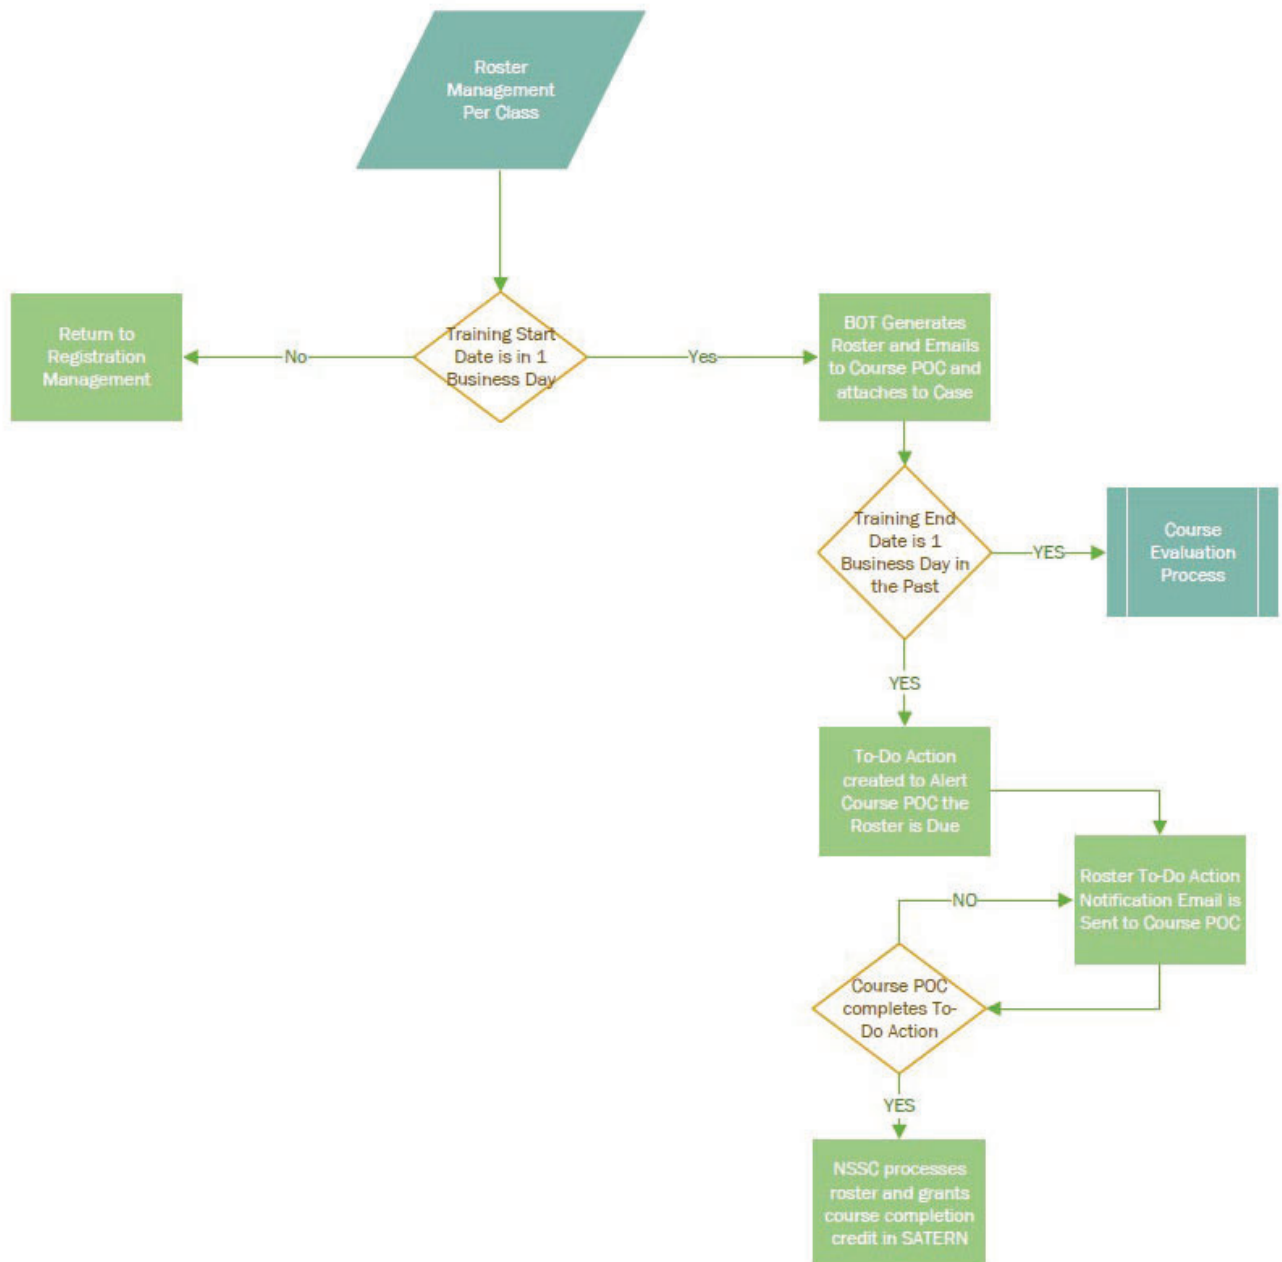 Roster
Management
Per Class
Return to
Registration
Management
No
Training Start
Date is in 1
Business Day
Yes
BOT Generates
Roster and Emails
to Course POC and
attaches to Case
Training End
Date is 1
Business Day in
the Past
YES
Course
Evaluation
Process
YES
To-Do Action
created to Alert
Course POC the
Roster is Due
Roster To-Do Action
Notification Email is
Sent to Course POC
NO
Course POC
completes To-
Do Action
YES
NSSC processes
roster and grants
course completion
credit in SATERN